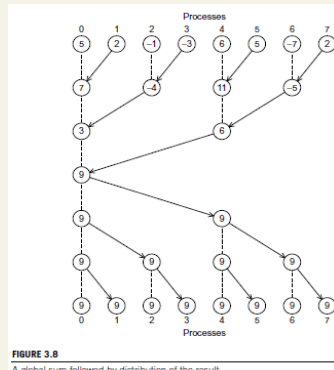 Processes
0 1 2 3 4 5 6 7
5 2 −1 −3 6 5 −7 2
7 −4 11 −5
3 6
9
9 9
9 9 9 9
9 9 9 9 9 9 9 9
0 1 2 3 4 5 6 7
Processes
FIGURE 3.8
A global sum followed by distribution of the result